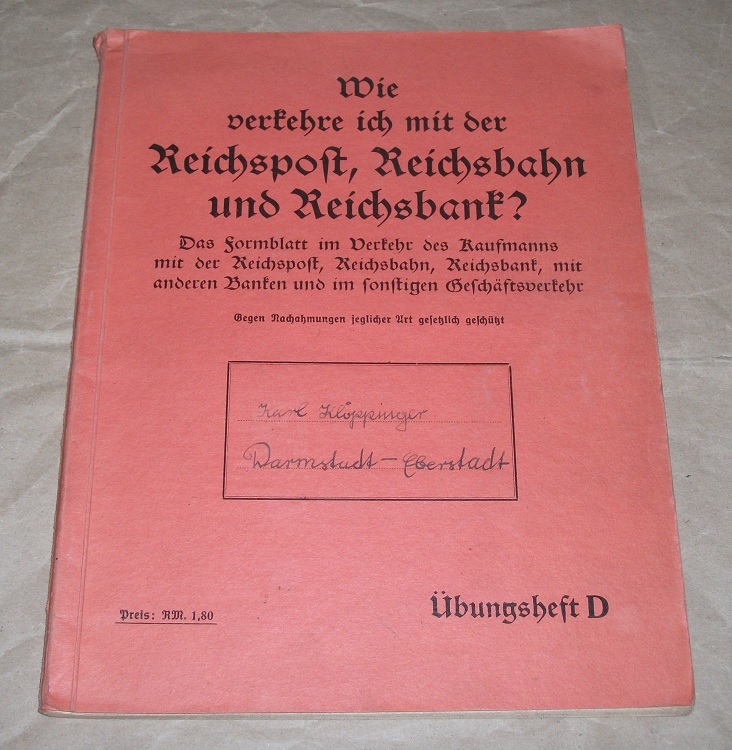 Wie
verkehre ich mit der
Reichspost, Reichsbahn
und Reichsbank?
Das Formblatt im Verkehr des Kaufmanns
mit der Reichspost, Reichsbahn, Reichsbank, mit
anderen Banken und im sonstigen Geschäftsverkehr
Gegen Nachahmungen jeglicher Art gesetzlich geschützt
Karl Klöppinger
Darmstadt – Eberstadt
Preis: RM. 1,80
Übungsheft D